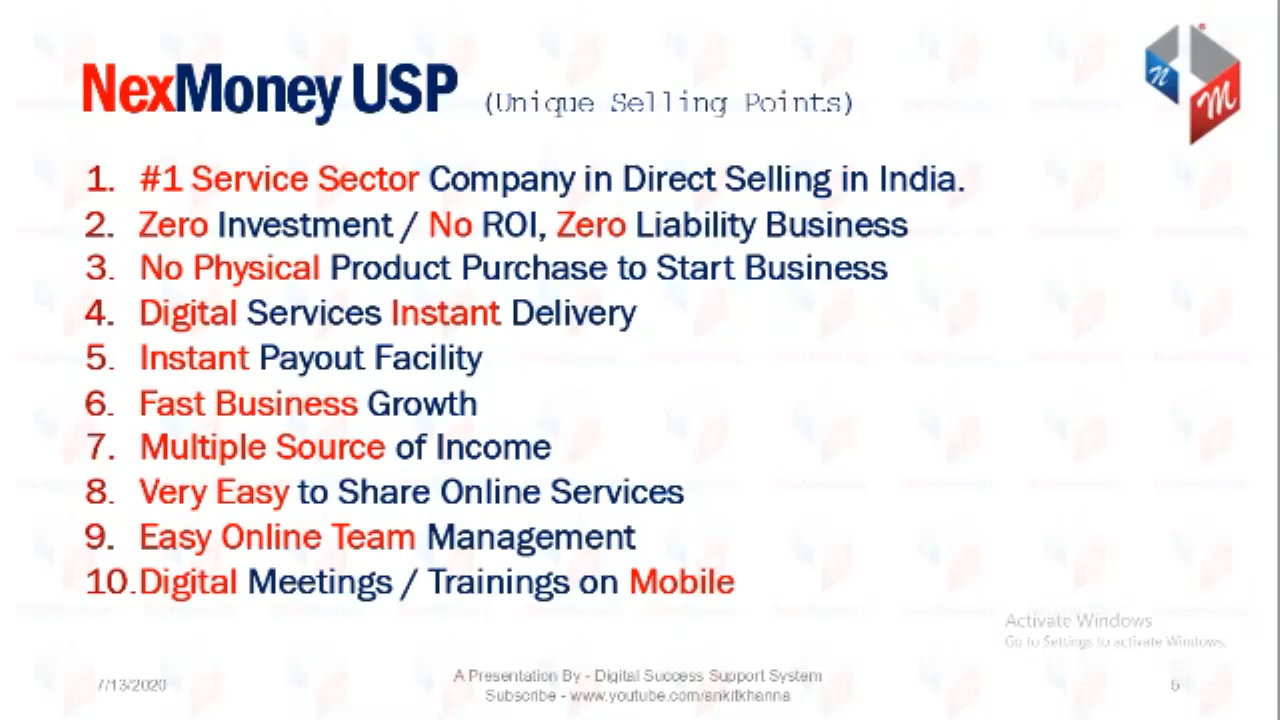 NexMoney USP (Unique Selling Points)
n
M
1. #1 Service Sector Company in Direct Selling in India.
2. Zero Investment / No ROI, Zero Liability Business
3. No Physical Product Purchase to Start Business
4. Digital Services Instant Delivery
5. Instant Payout Facility
6. Fast Business Growth
7. Multiple Source of Income
8. Very Easy to Share Online Services
9. Easy Online Team Management
10. Digital Meetings / Trainings on Mobile
Activate Windows
Go to Settings to activate Windows.
7/13/2020
A Presentation By - Digital Success Support System
Subscribe - www.youtube.com/ankitkhanna